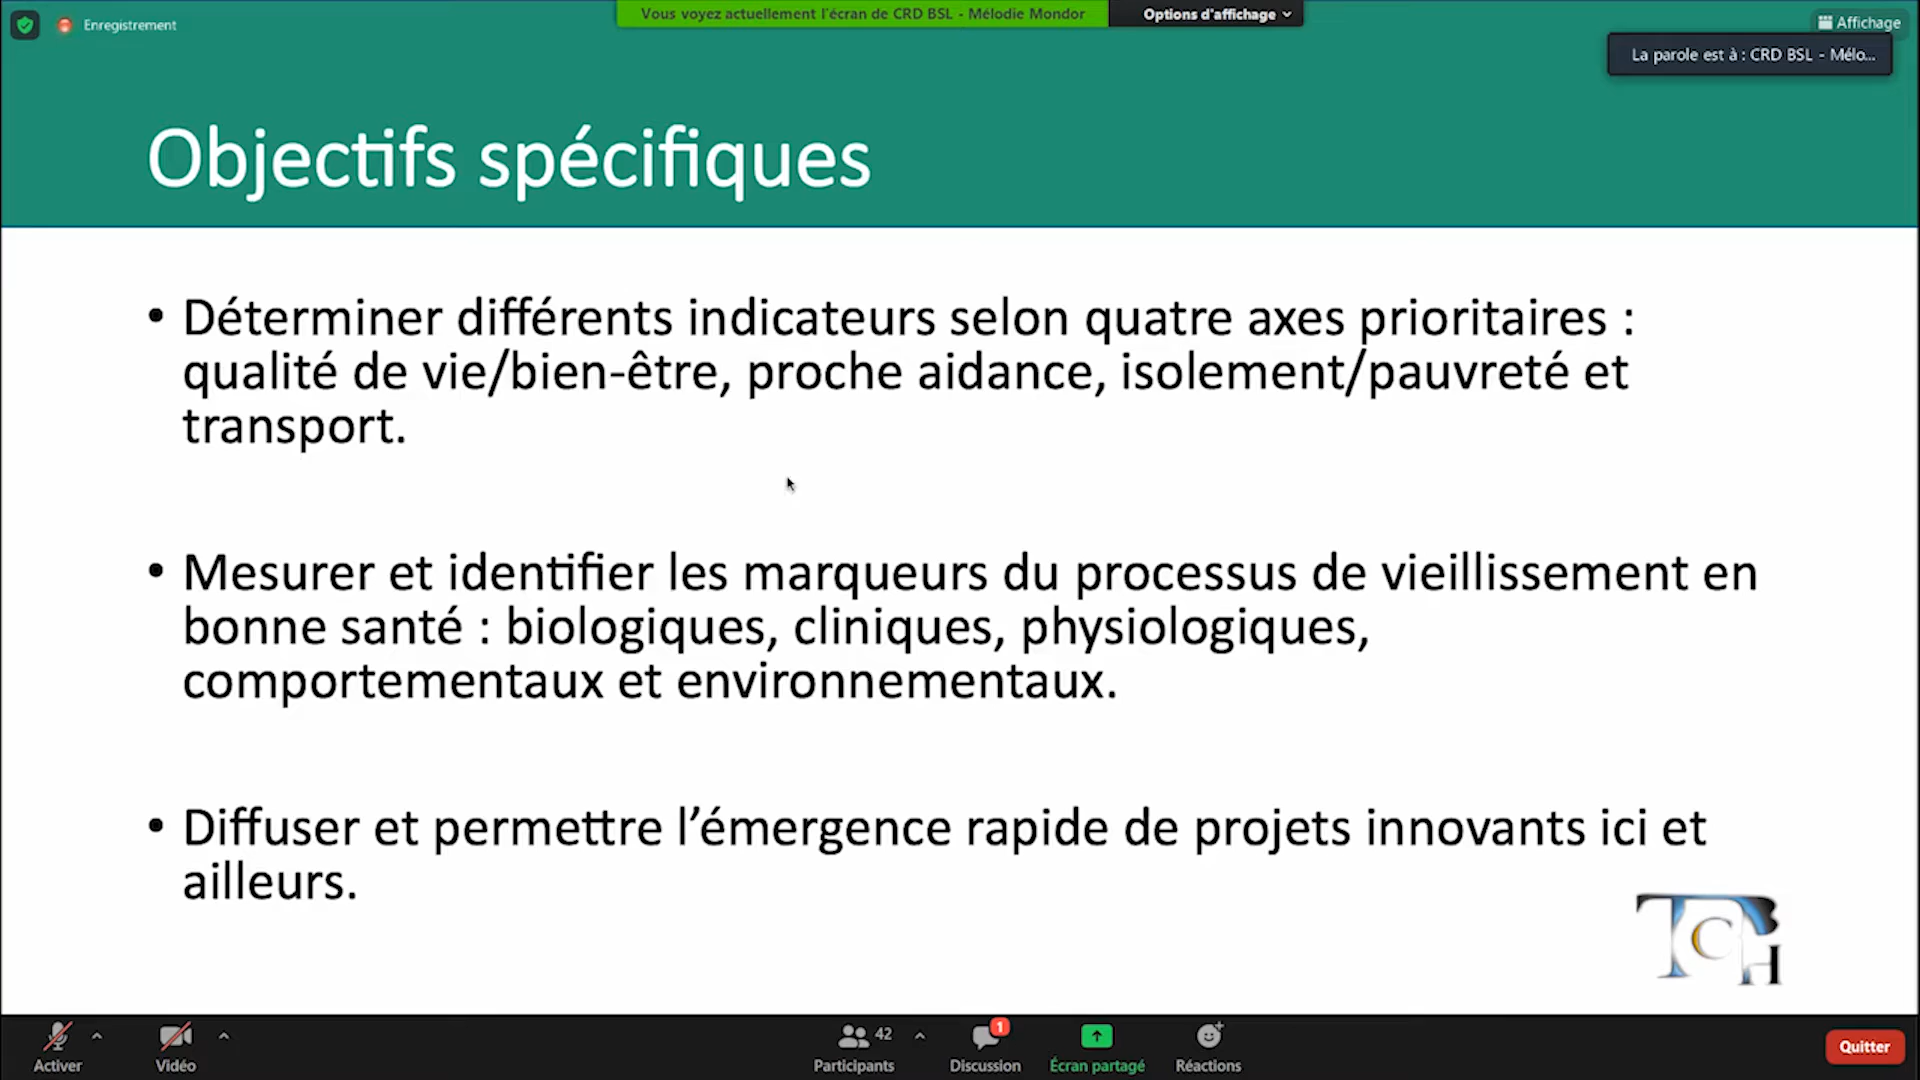 Enregistrement
Vous voyez actuellement l'écran de CRD BSL - Mélodie Mondor
Options d'affichage
Affichage
La parole est à : CRD BSL - Mélo...
Objectifs spécifiques
• Déterminer différents indicateurs selon quatre axes prioritaires :
qualité de vie/bien-être, proche aidance, isolement/pauvreté et
transport.
• Mesurer et identifier les marqueurs du processus de vieillissement en
bonne santé : biologiques, cliniques, physiologiques,
comportementaux et environnementaux.
• Diffuser et permettre l’émergence rapide de projets innovants ici et
ailleurs.
TCH
Activer
Vidéo
42
Participants
1
Discussion
Écran partagé
Réactions
Quitter